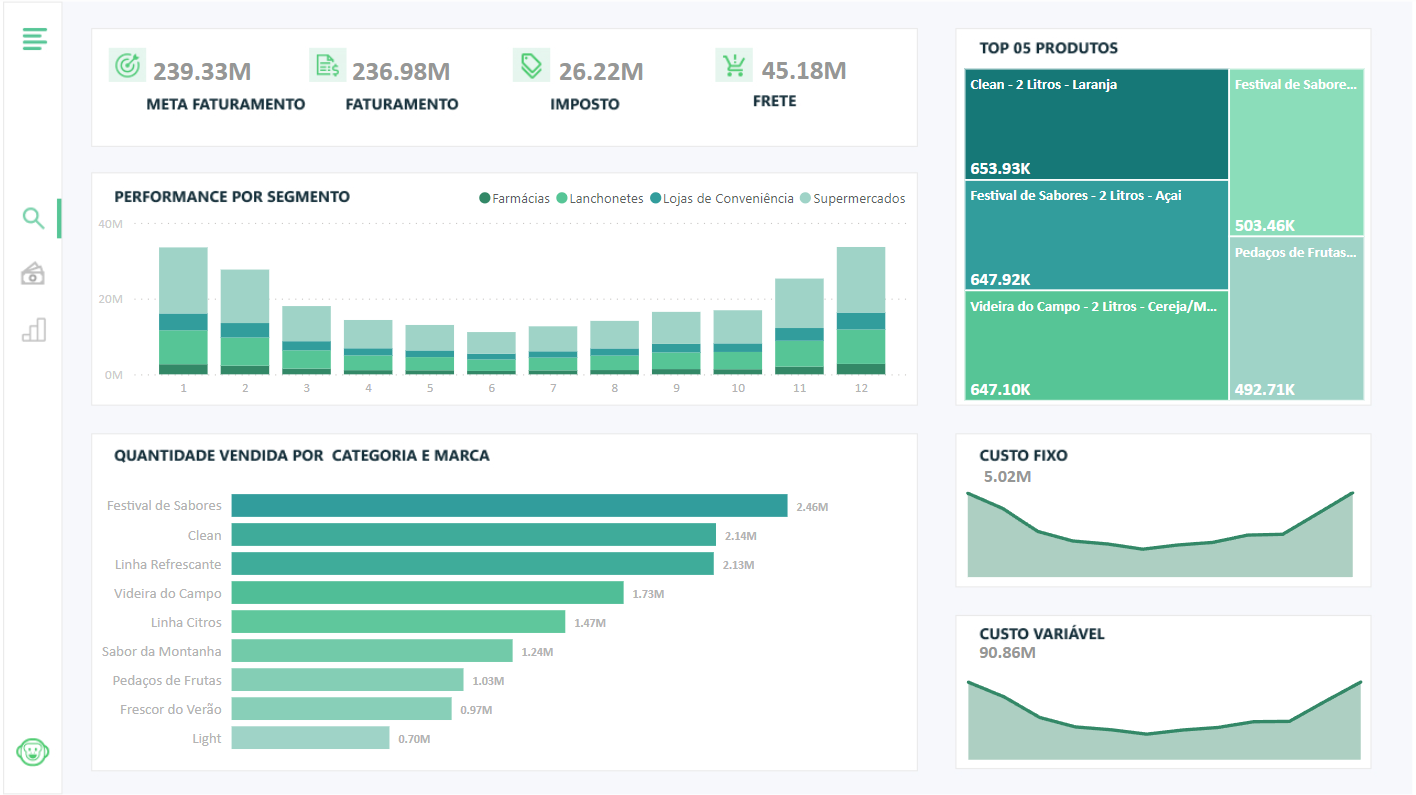 239.33M
META FATURAMENTO
236.98M
FATURAMENTO
26.22M
IMPOSTO
45.18M
FRETE
PERFORMANCE POR SEGMENTO
Farmácias Lanchonetes Lojas de Conveniência Supermercados
40M
20M
0M
1 2 3 4 5 6 7 8 9 10 11 12
QUANTIDADE VENDIDA POR CATEGORIA E MARCA
Festival de Sabores 2.46M
Clean 2.14M
Linha Refrescante 2.13M
Videira do Campo 1.73M
Linha Citros 1.47M
Sabor da Montanha 1.24M
Pedaços de Frutas 1.03M
Frescor do Verão 0.97M
Light 0.70M
TOP 05 PRODUTOS
Clean - 2 Litros - Laranja
653.93K
Festival de Sabores - 2 Litros - Açai
647.92K
Videira do Campo - 2 Litros - Cereja/M...
647.10K
Festival de Sabore...
503.46K
Pedaços de Frutas...
492.71K
CUSTO FIXO
5.02M
CUSTO VARIÁVEL
90.86M